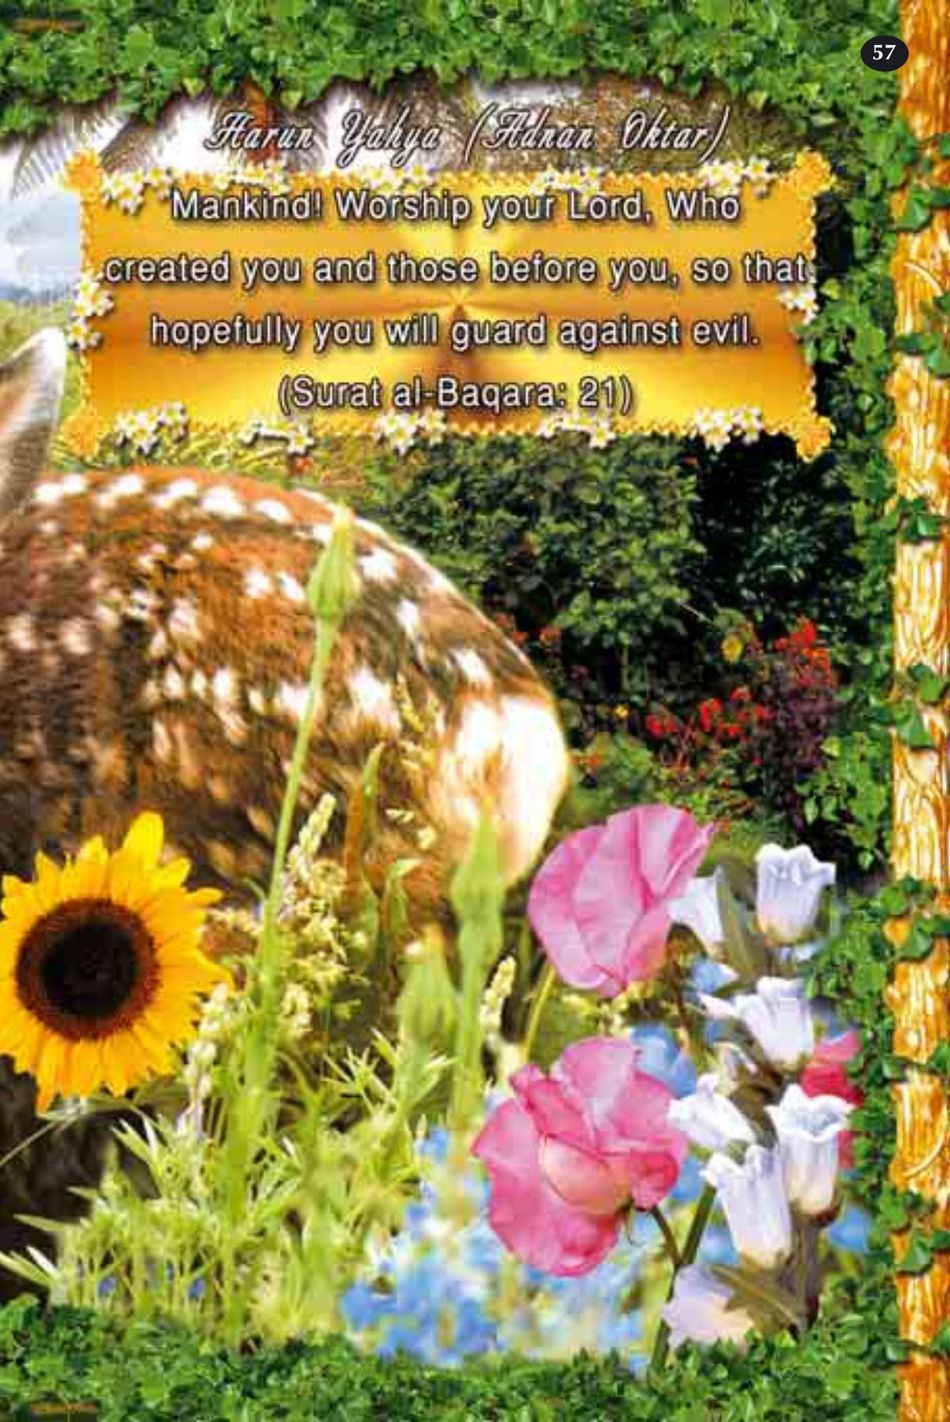 57
Harun Yahya (Adnan Oktar)
Mankind! Worship your Lord, Who
created you and those before you, so that
hopefully you will guard against evil.
(Surat al-Baqara: 21)